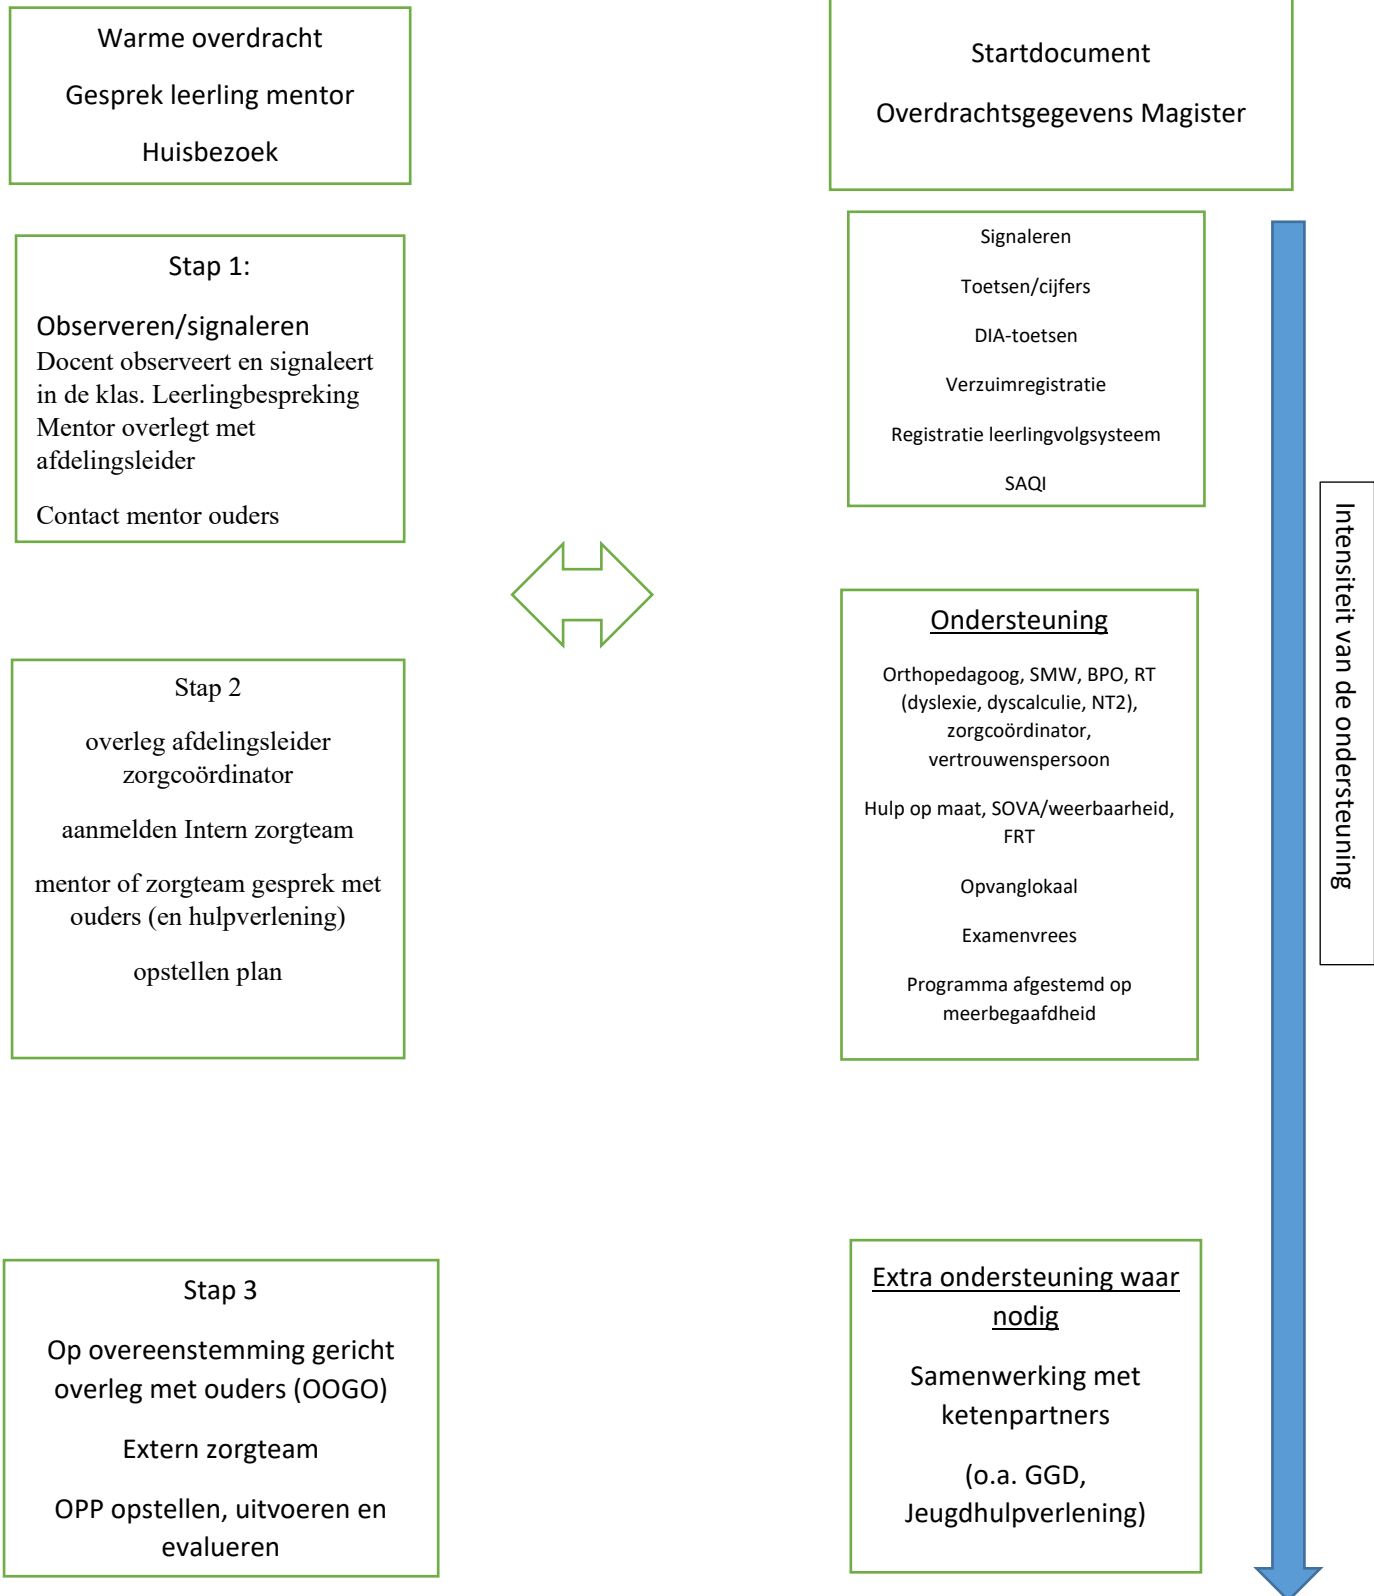 Warme overdracht
Gesprek leerling mentor
Huisbezoek
Startdocument
Overdrachtsgegevens Magister
Stap 1:
Observeren/signaleren
Docent observeert en signaleert
in de klas. Leerlingbespreking
Mentor overlegt met
afdelingsleider
Contact mentor ouders
Signaleren
Toetsen/cijfers
DIA-toetsen
Verzuimregistratie
Registratie leerlingvolgsysteem
SAQI
Stap 2
overleg afdelingsleider
zorgcoördinator
aanmelden Intern zorgteam
mentor of zorgteam gesprek met
ouders (en hulpverlening)
opstellen plan
Ondersteuning
Orthopedagoog, SMW, BPO, RT
(dyslexie, dyscalculie, NT2),
zorgcoördinator,
vertrouwenspersoon
Hulp op maat, SOVA/weerbaarheid,
FRT
Opvanglokaal
Examenvrees
Programma afgestemd op
meerbegaafdheid
Intensiteit van de ondersteuning
Stap 3
Op overeenstemming gericht
overleg met ouders (OOGO)
Extern zorgteam
OPP opstellen, uitvoeren en
evalueren
Extra ondersteuning waar
nodig
Samenwerking met
ketenpartners
(o.a. GGD,
Jeugdhulpverlening)